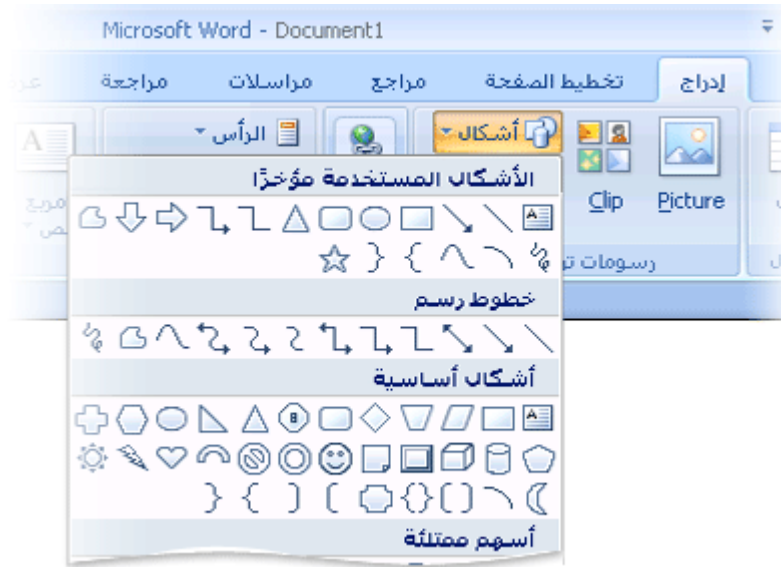 Microsoft Word - Document1
إدراج تخطيط الصفحة مراجع مراسلات مراجعة
أشكال الرأس
Picture Clip
الأشكال المستخدمة مؤخرًا
خطوط رسم
أشكال أساسية
أسهم ممتلئة